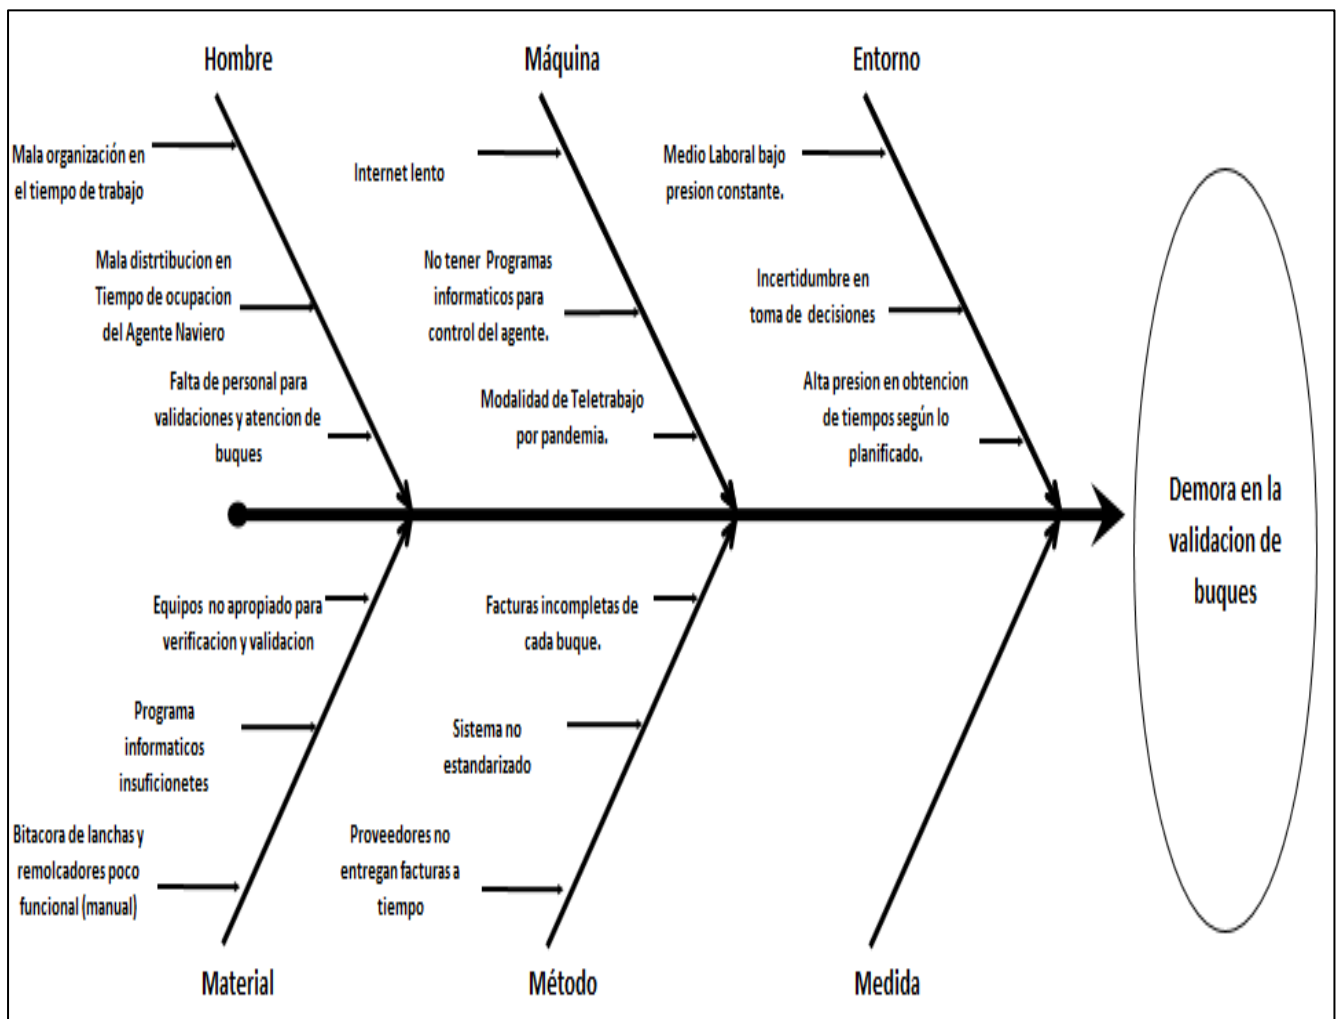 Hombre
Máquina
Entorno
Mala organización en
el tiempo de trabajo
Mala distrtibucion en
Tiempo de ocupacion
del Agente Naviero
Falta de personal para
validaciones y atencion de
buques
Internet lento
No tener Programas
informaticos para
control del agente.
Modalidad de Teletrabajo
por pandemia.
Medio Laboral bajo
presion constante.
Incertidumbre en
toma de decisiones
Alta presion en obtencion
de tiempos según lo
planificado.
Demora en la
validacion de
buques
Equipos no apropiado para
verificacion y validacion
Programa
informaticos
insuficionetes
Bitacora de lanchas y
remolcadores poco
funcional (manual)
Facturas incompletas de
cada buque.
Sistema no
estandarizado
Proveedores no
entregan facturas a
tiempo
Material
Método
Medida